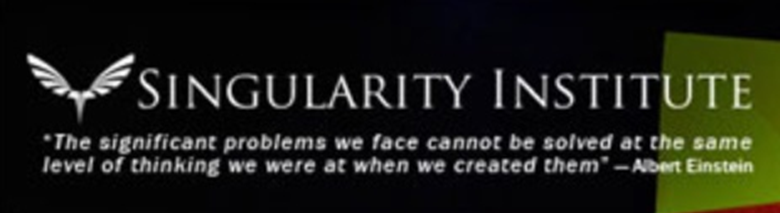 SINGULARITY INSTITUTE
"The significant problems we face cannot be solved at the same
level of thinking we were at when we created them" — Albert Einstein